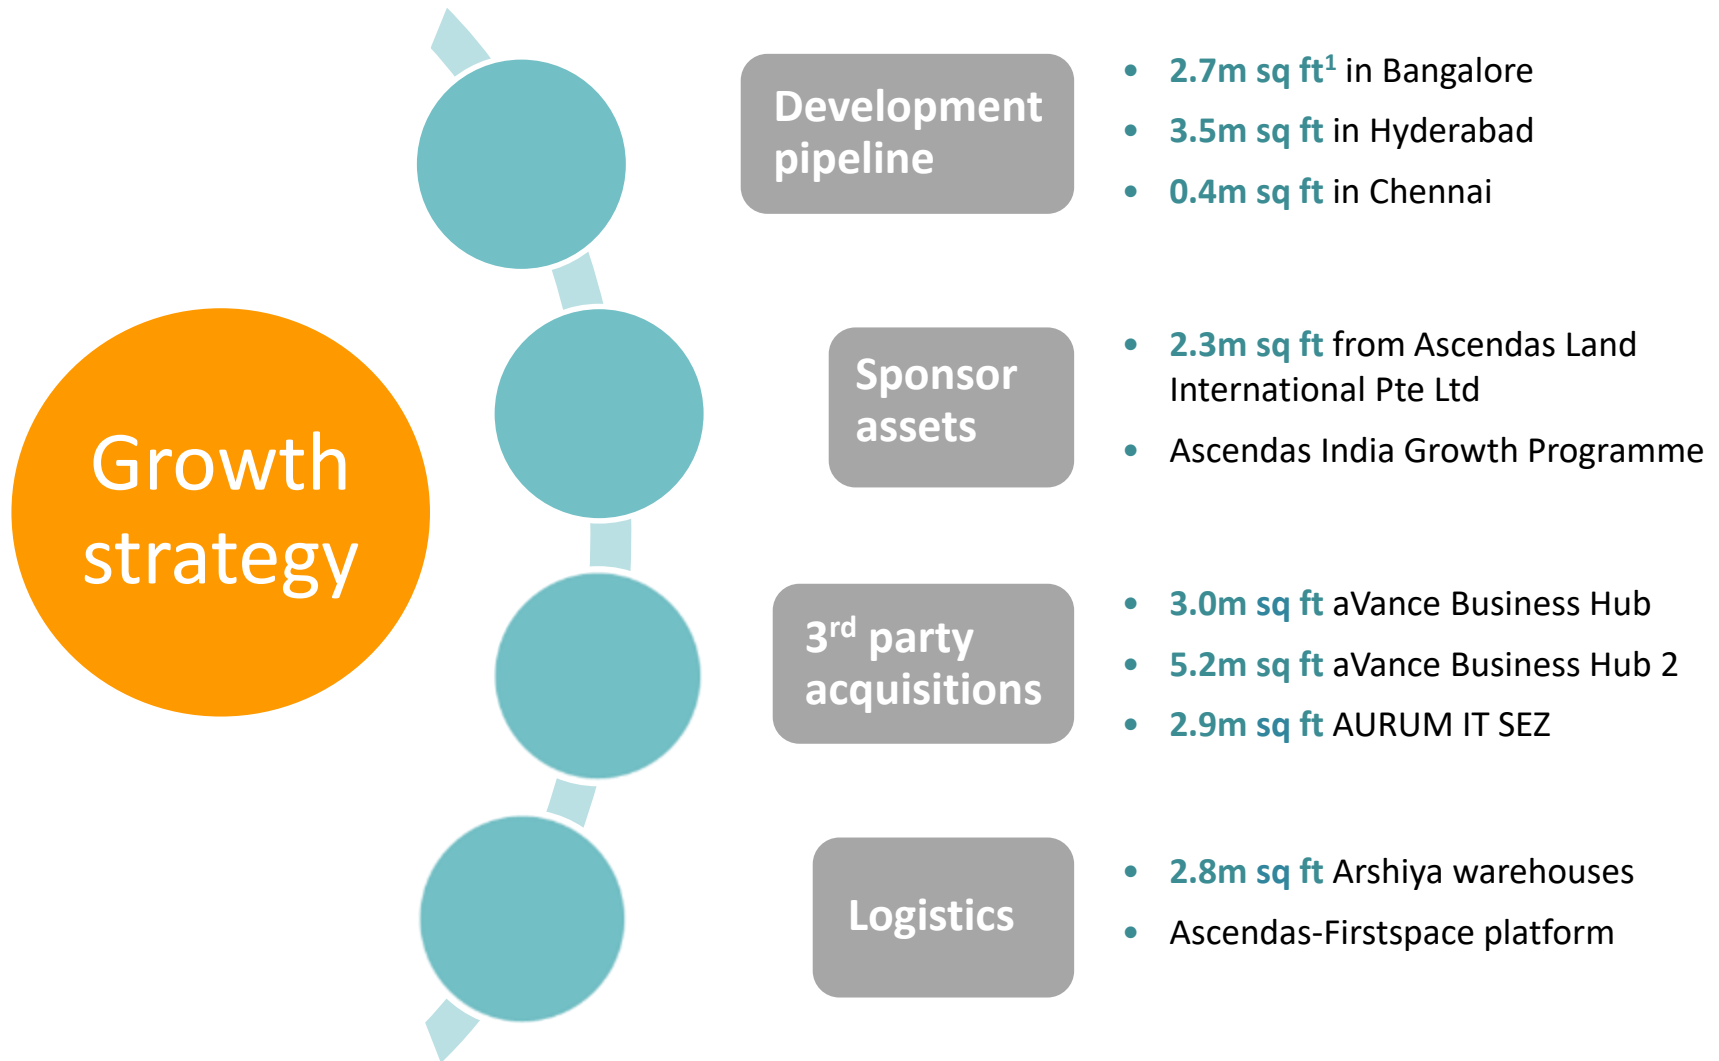 Growth
strategy
Development
pipeline
• 2.7m sq ft¹ in Bangalore
• 3.5m sq ft in Hyderabad
• 0.4m sq ft in Chennai
Sponsor
assets
• 2.3m sq ft from Ascendas Land
International Pte Ltd
• Ascendas India Growth Programme
3rd party
acquisitions
• 3.0m sq ft aVance Business Hub
• 5.2m sq ft aVance Business Hub 2
• 2.9m sq ft AURUM IT SEZ
Logistics
• 2.8m sq ft Arshiya warehouses
• Ascendas-Firstspace platform